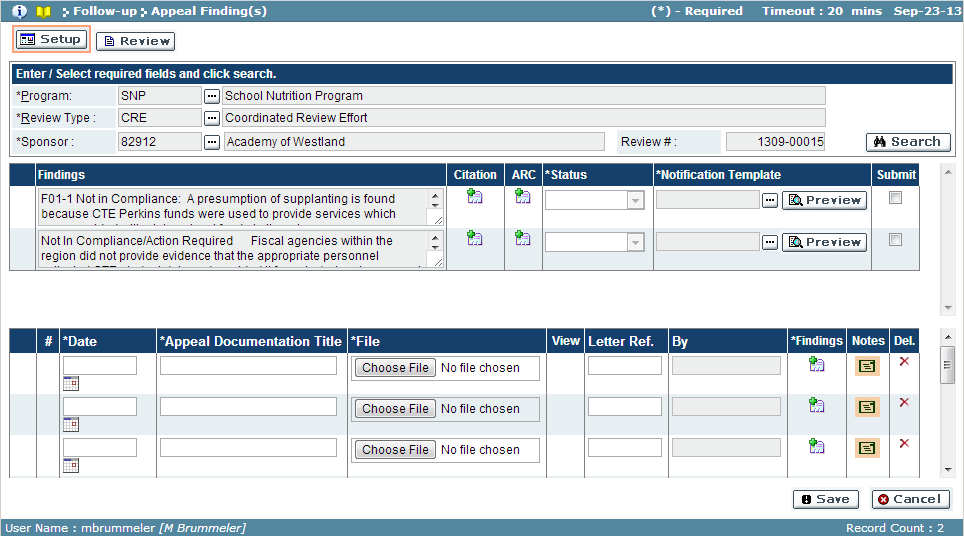 Follow-up Appeal Finding(s) (*) - Required Timeout : 20 mins Sep-23-13
Setup Review
Enter / Select required fields and click search.
*Program: SNP ... School Nutrition Program
*Review Type : CRE ... Coordinated Review Effort
*Sponsor : 82912 ... Academy of Westland Review # : 1309-00015 Search
Findings Citation ARC *Status *Notification Template Submit
F01-1 Not in Compliance: A presumption of supplanting is found
because CTE Perkins funds were used to provide services which
... Preview
Not In Compliance/Action Required Fiscal agencies within the
region did not provide evidence that the appropriate personnel
... Preview
# *Date *Appeal Documentation Title *File View Letter Ref. By *Findings Notes Del.
Choose File No file chosen
Choose File No file chosen
Choose File No file chosen
Save Cancel
User Name : mbrummeler [M Brummeler] Record Count : 2